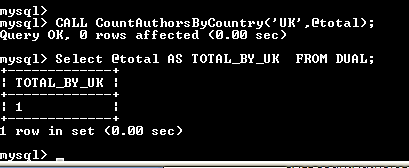 mysql>
mysql> CALL CountAuthorsByCountry('UK',@total);
Query OK, 0 rows affected (0.00 sec)
mysql> Select @total AS TOTAL_BY_UK  FROM DUAL;
+-------------+
| TOTAL_BY_UK |
+-------------+
| 1           |
+-------------+
1 row in set (0.00 sec)
mysql> _